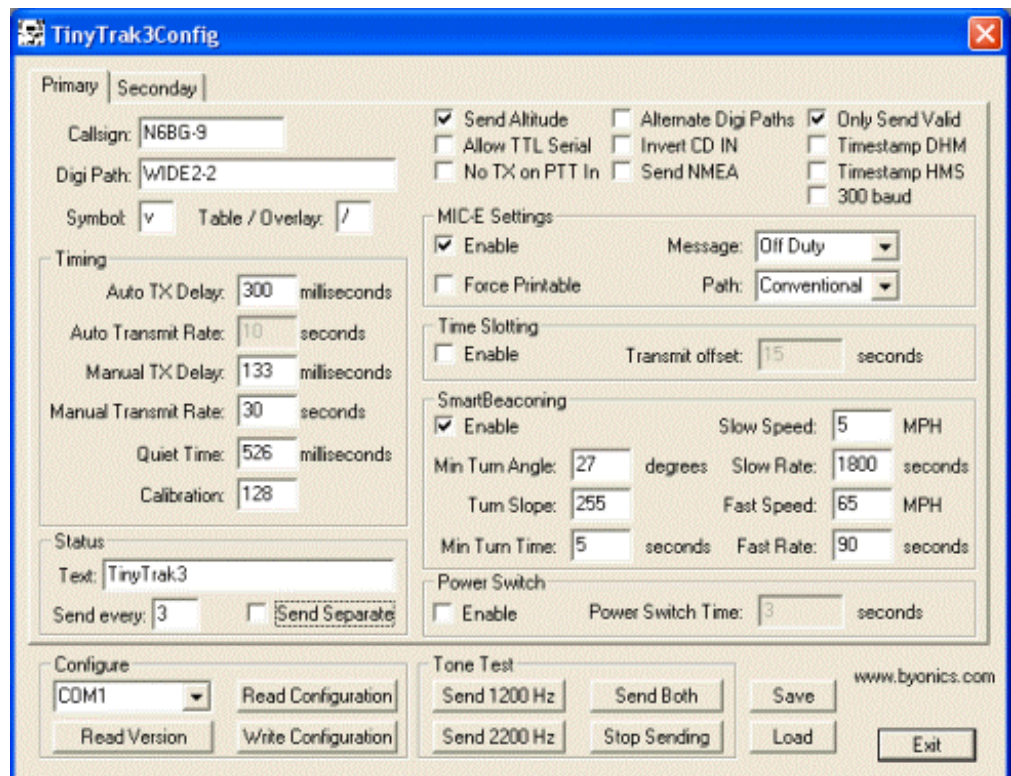 TinyTrak3Config
Primary Seconday
Callsign: N6BG-9
Digi Path: WIDE2-2
Symbol: v Table / Overlay: /
Send Altitude Alternate Digi Paths Only Send Valid
Allow TTL Serial Invert CD IN Timestamp DHM
No TX on PTT In Send NMEA Timestamp HMS
300 baud
Timing
Auto TX Delay: 300 milliseconds
Auto Transmit Rate: 10 seconds
Manual TX Delay: 133 milliseconds
Manual Transmit Rate: 30 seconds
Quiet Time: 526 milliseconds
Calibration: 128
MIC-E Settings
Enable Message: Off Duty
Force Printable Path: Conventional
Time Slotting
Enable Transmit offset: 15 seconds
SmartBeaconing
Enable Slow Speed: 5 MPH
Min Turn Angle: 27 degrees Slow Rate: 1800 seconds
Turn Slope: 255 Fast Speed: 65 MPH
Min Turn Time: 5 seconds Fast Rate: 90 seconds
Status
Text: TinyTrak3
Send every: 3 Send Separate
Power Switch
Enable Power Switch Time: 3 seconds
Configure
COM1 Read Configuration
Read Version Write Configuration
Tone Test
Send 1200 Hz Send Both
Send 2200 Hz Stop Sending
Save
Load
www.byonics.com
Exit